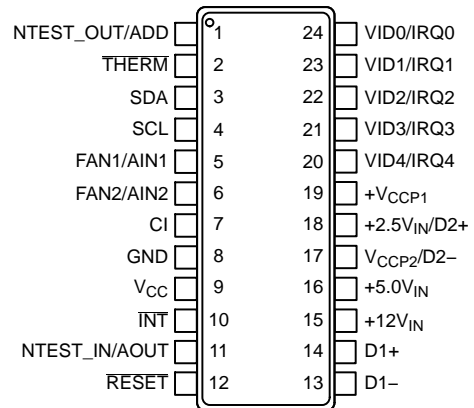 NTEST_OUT/ADD 1 24 VID0/IRQ0
THERM 2 23 VID1/IRQ1
SDA 3 22 VID2/IRQ2
SCL 4 21 VID3/IRQ3
FAN1/AIN1 5 20 VID4/IRQ4
FAN2/AIN2 6 19 +VCCP1
CI 7 18 +2.5VIN/D2+
GND 8 17 VCCP2/D2−
VCC 9 16 +5.0VIN
INT 10 15 +12VIN
NTEST_IN/AOUT 11 14 D1+
RESET 12 13 D1−